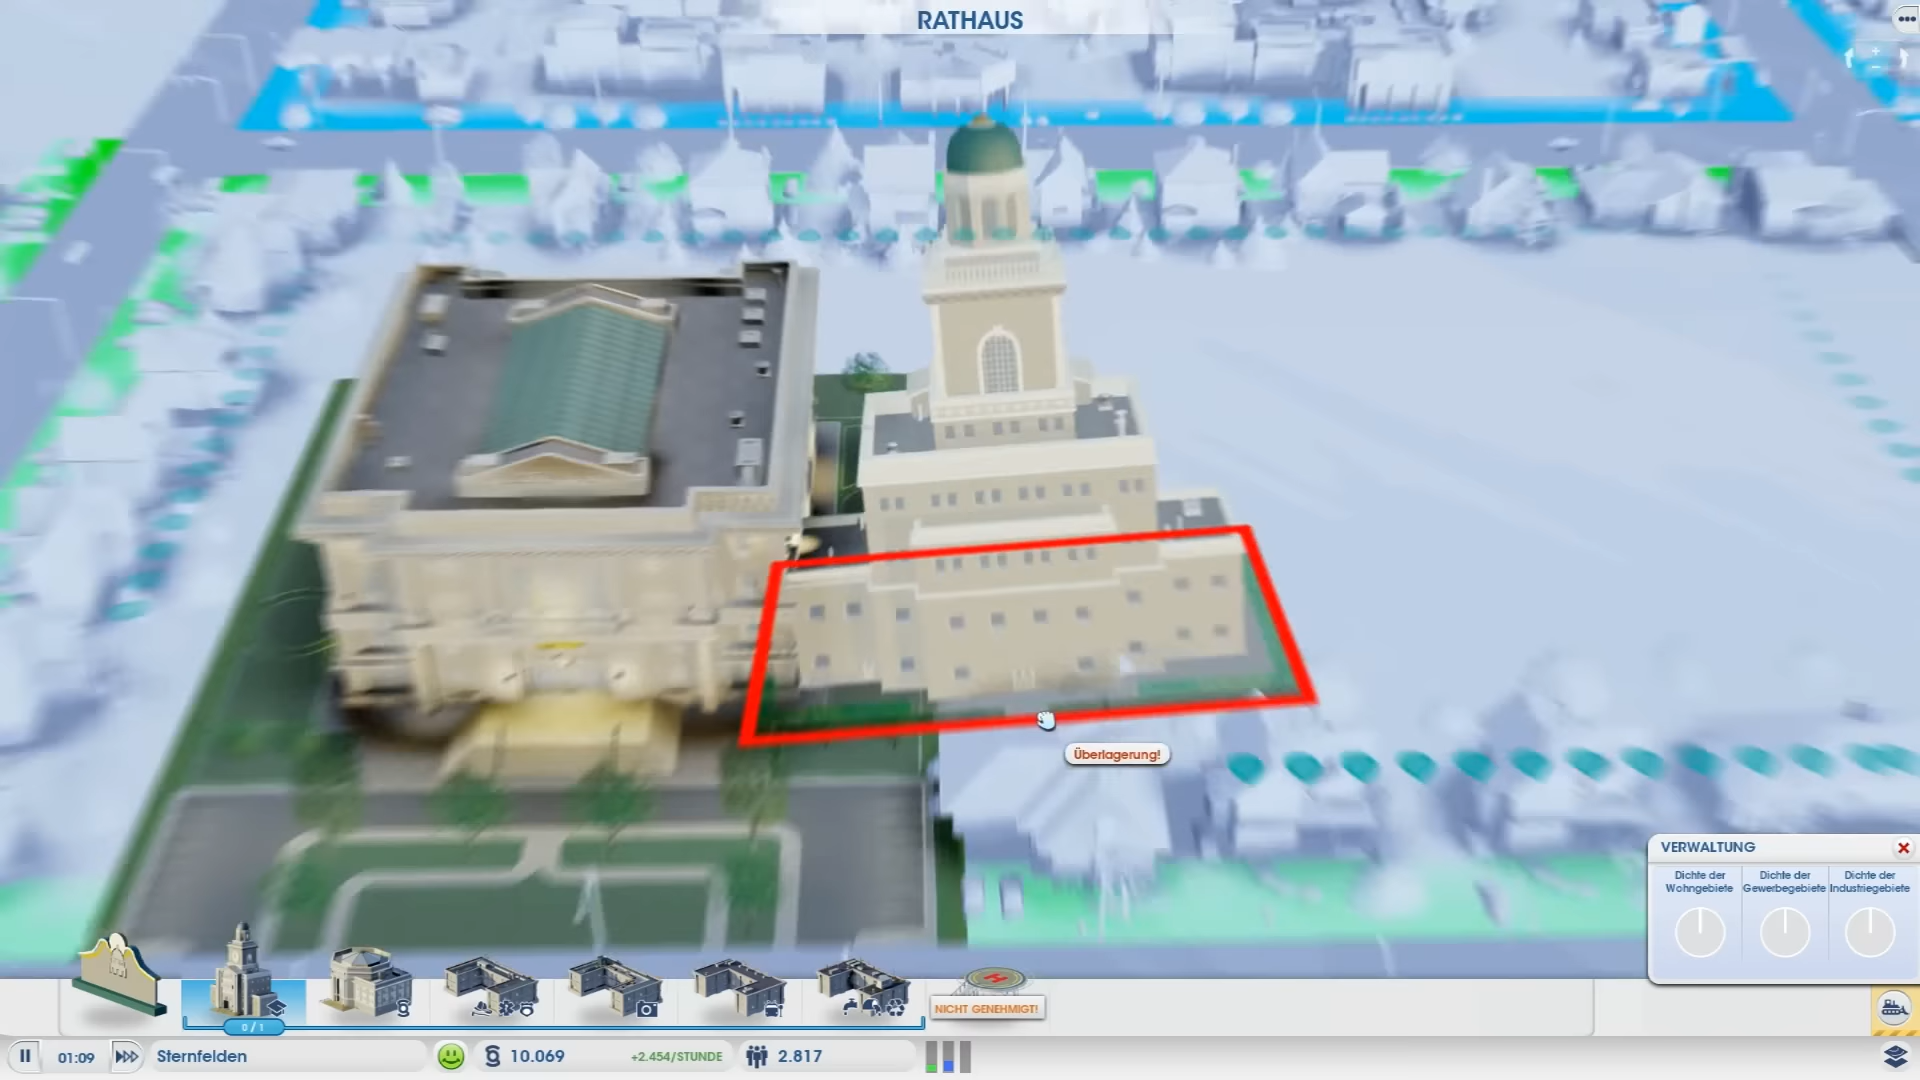 RATHAUS
Überlagerung!
VERWALTUNG
Dichte der
Wohngebiete
Dichte der
Gewerbegebiete
Dichte der
Industriegebiete
NICHT GENEHMIGT!
0 / 1
01:09
Sternfelden
10.069
+2.454/STUNDE
2.817